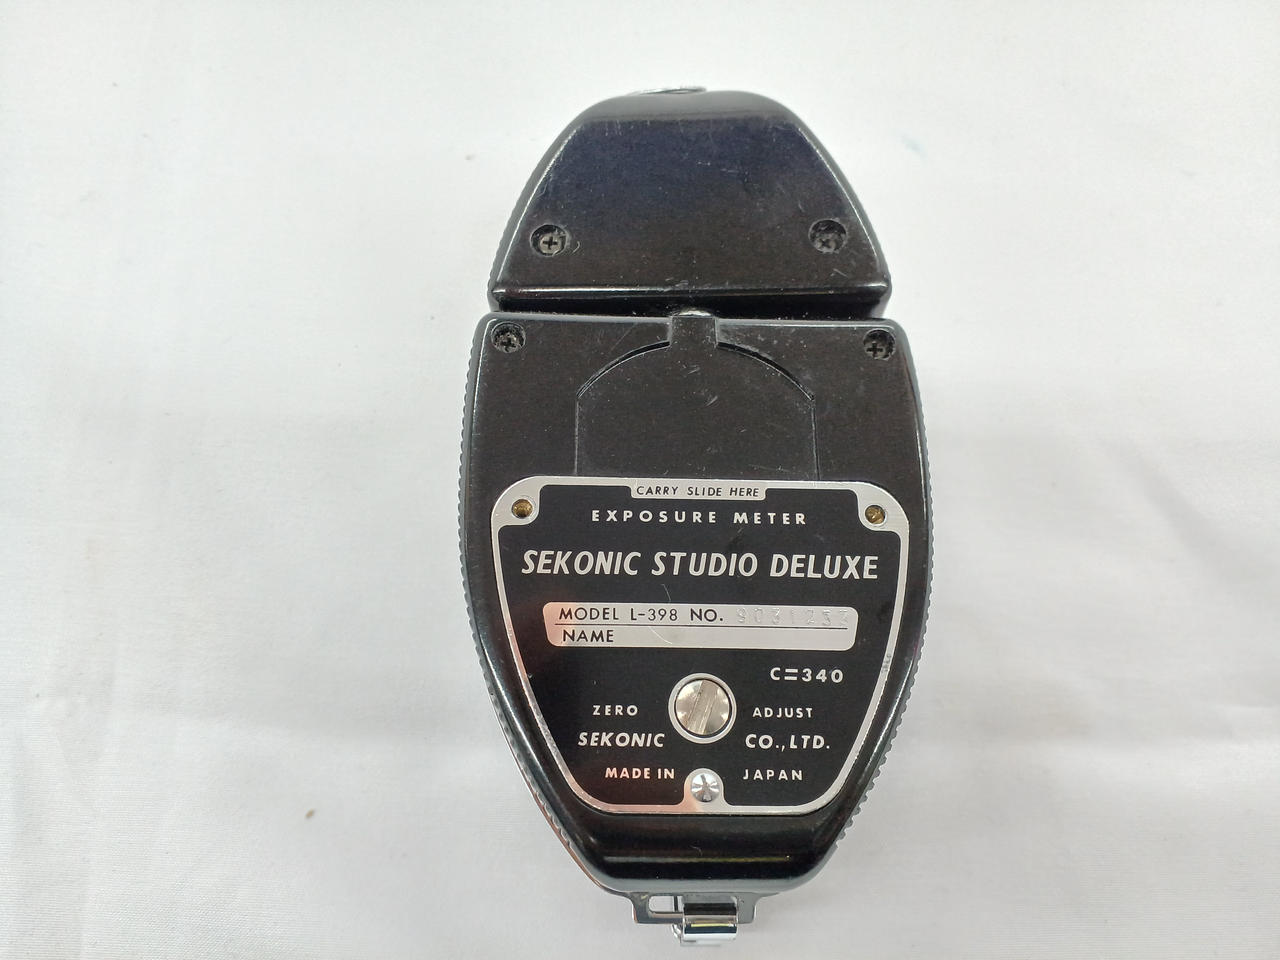 CARRY SLIDE HERE
EXPOSURE METER
SEKONIC STUDIO DELUXE
MODEL L-398 NO.
NAME
C=340
ZERO ADJUST
SEKONIC CO.,LTD.
MADE IN JAPAN